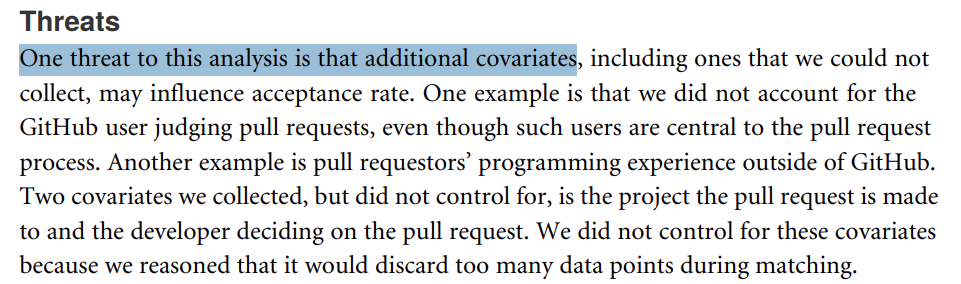 Threats
One threat to this analysis is that additional covariates, including ones that we could not
collect, may influence acceptance rate. One example is that we did not account for the
GitHub user judging pull requests, even though such users are central to the pull request
process. Another example is pull requestors’ programming experience outside of GitHub.
Two covariates we collected, but did not control for, is the project the pull request is made
to and the developer deciding on the pull request. We did not control for these covariates
because we reasoned that it would discard too many data points during matching.